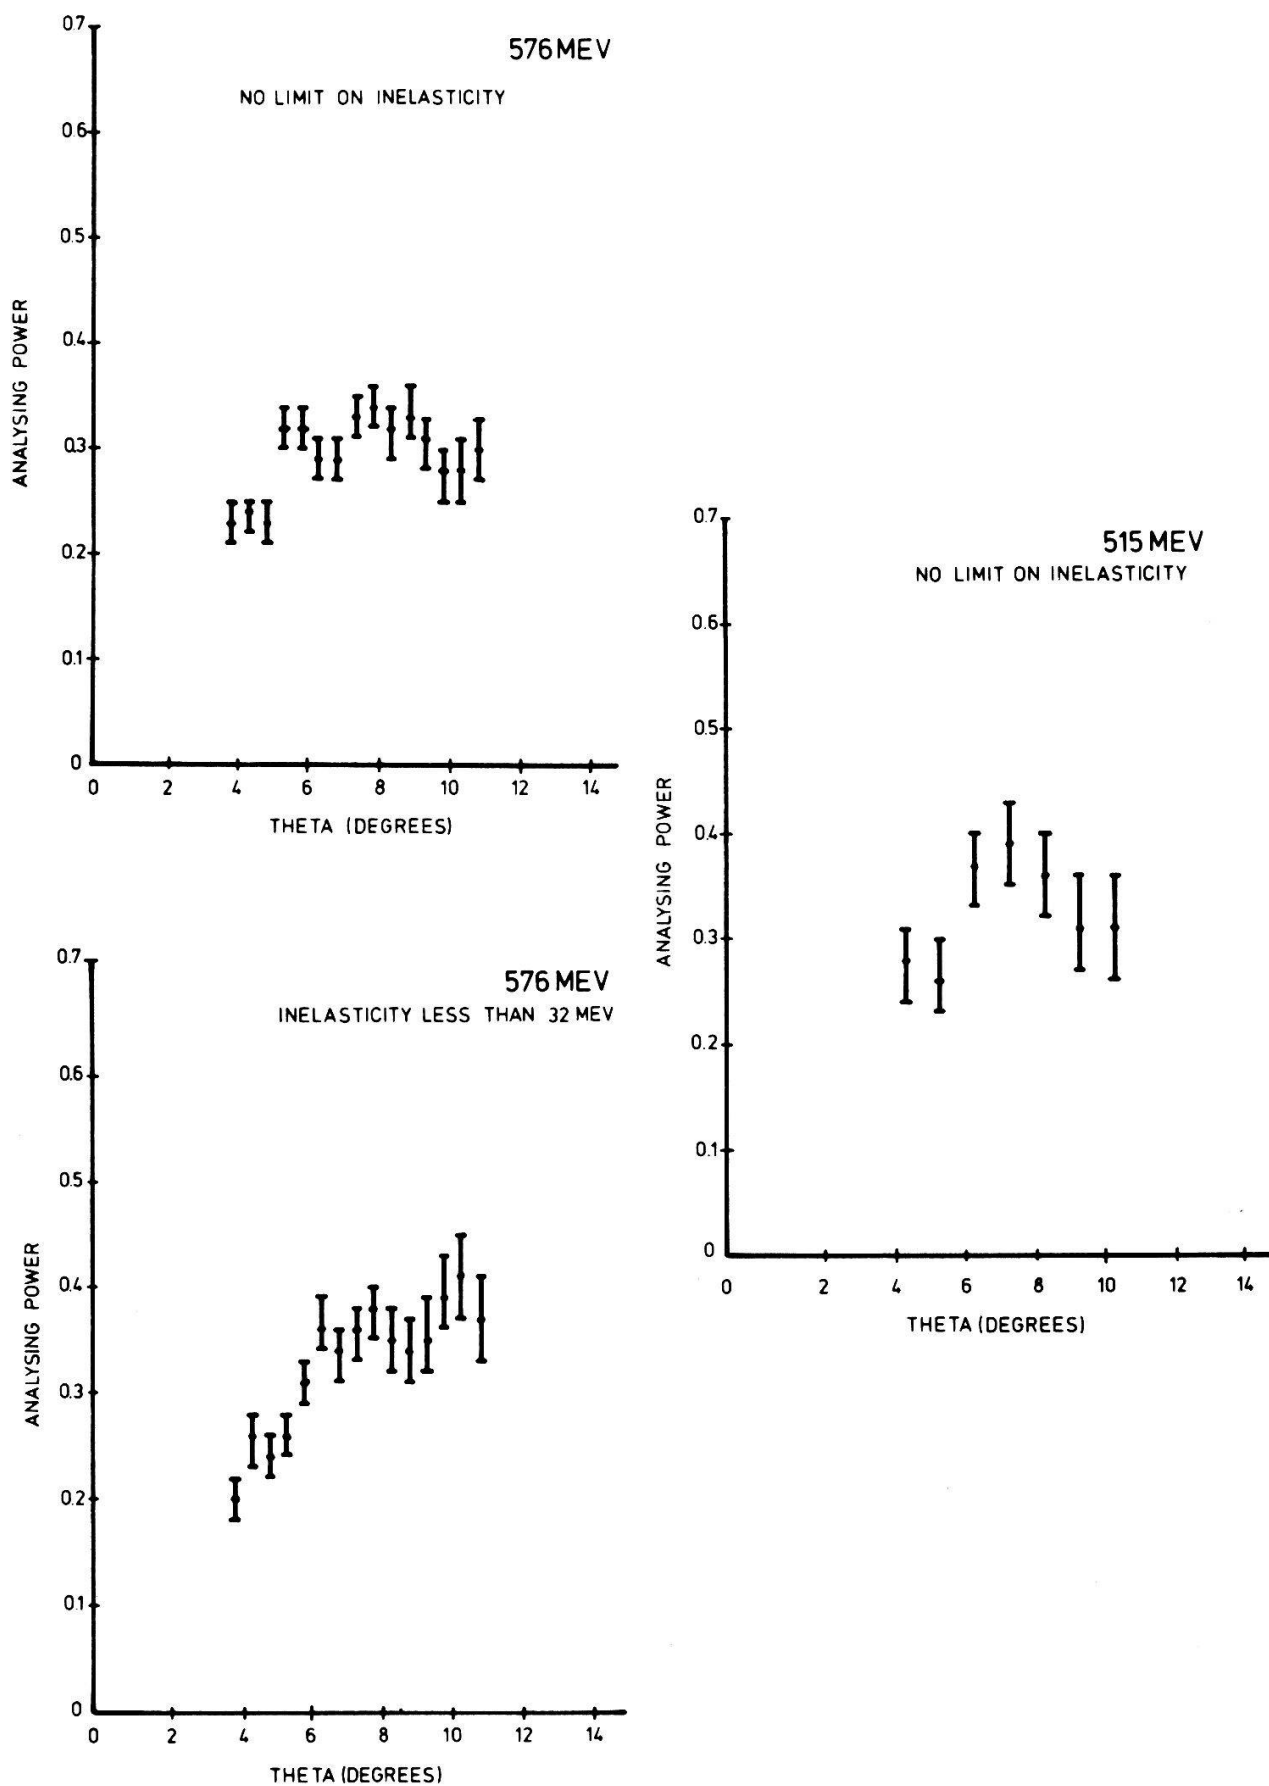 0.7
576 MEV
NO LIMIT ON INELASTICITY
0.6
0.5
0.4
0.3
0.2
0.1
0
0 2 4 6 8 10 12 14
ANALYSING POWER
THETA (DEGREES)
0.7
515 MEV
NO LIMIT ON INELASTICITY
0.6
0.5
0.4
0.3
0.2
0.1
0
0 2 4 6 8 10 12 14
ANALYSING POWER
THETA (DEGREES)
0.7
576 MEV
INELASTICITY LESS THAN 32 MEV
0.6
0.5
0.4
0.3
0.2
0.1
0
0 2 4 6 8 10 12 14
ANALYSING POWER
THETA (DEGREES)